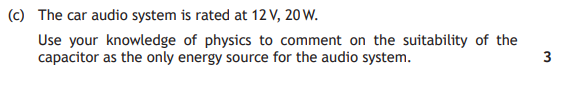 (c) The car audio system is rated at 12 V, 20 W.
Use your knowledge of physics to comment on the suitability of the
capacitor as the only energy source for the audio system. 3